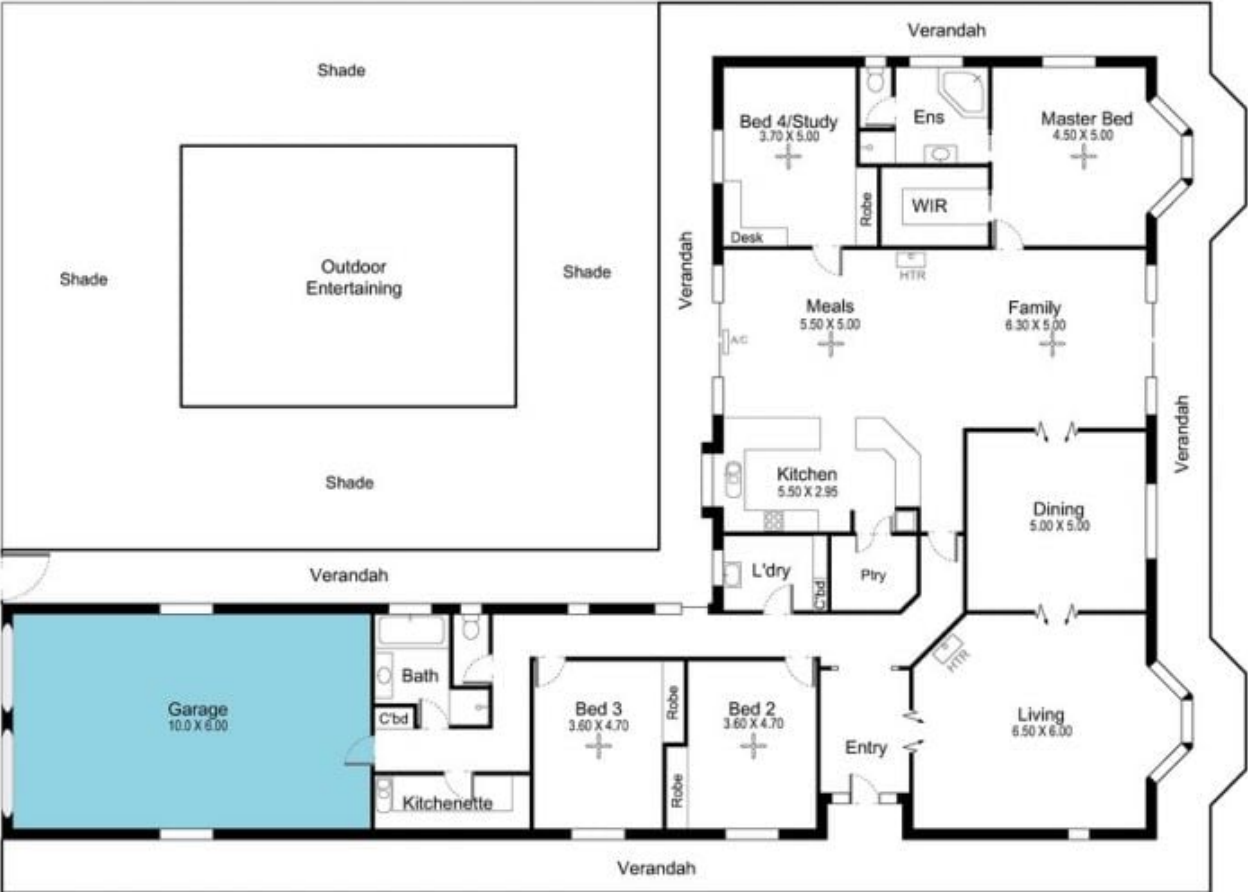 Verandah
Shade
Bed 4/Study
3.70 X 5.00
Ens
Master Bed
4.50 X 5.00
WIR
Robe
Desk
Verandah
HTR
Shade
Outdoor
Entertaining
Shade
Meals
5.50 X 5.00
Family
6.30 X 5.00
A/C
Verandah
Shade
Kitchen
5.50 X 2.95
Dining
5.00 X 5.00
Verandah
L'dry
C'bd
Ptry
HTR
Garage
10.0 X 6.00
Bath
C'bd
Bed 3
3.60 X 4.70
Robe
Bed 2
3.60 X 4.70
Living
6.50 X 6.00
Entry
Robe
Kitchenette
Verandah